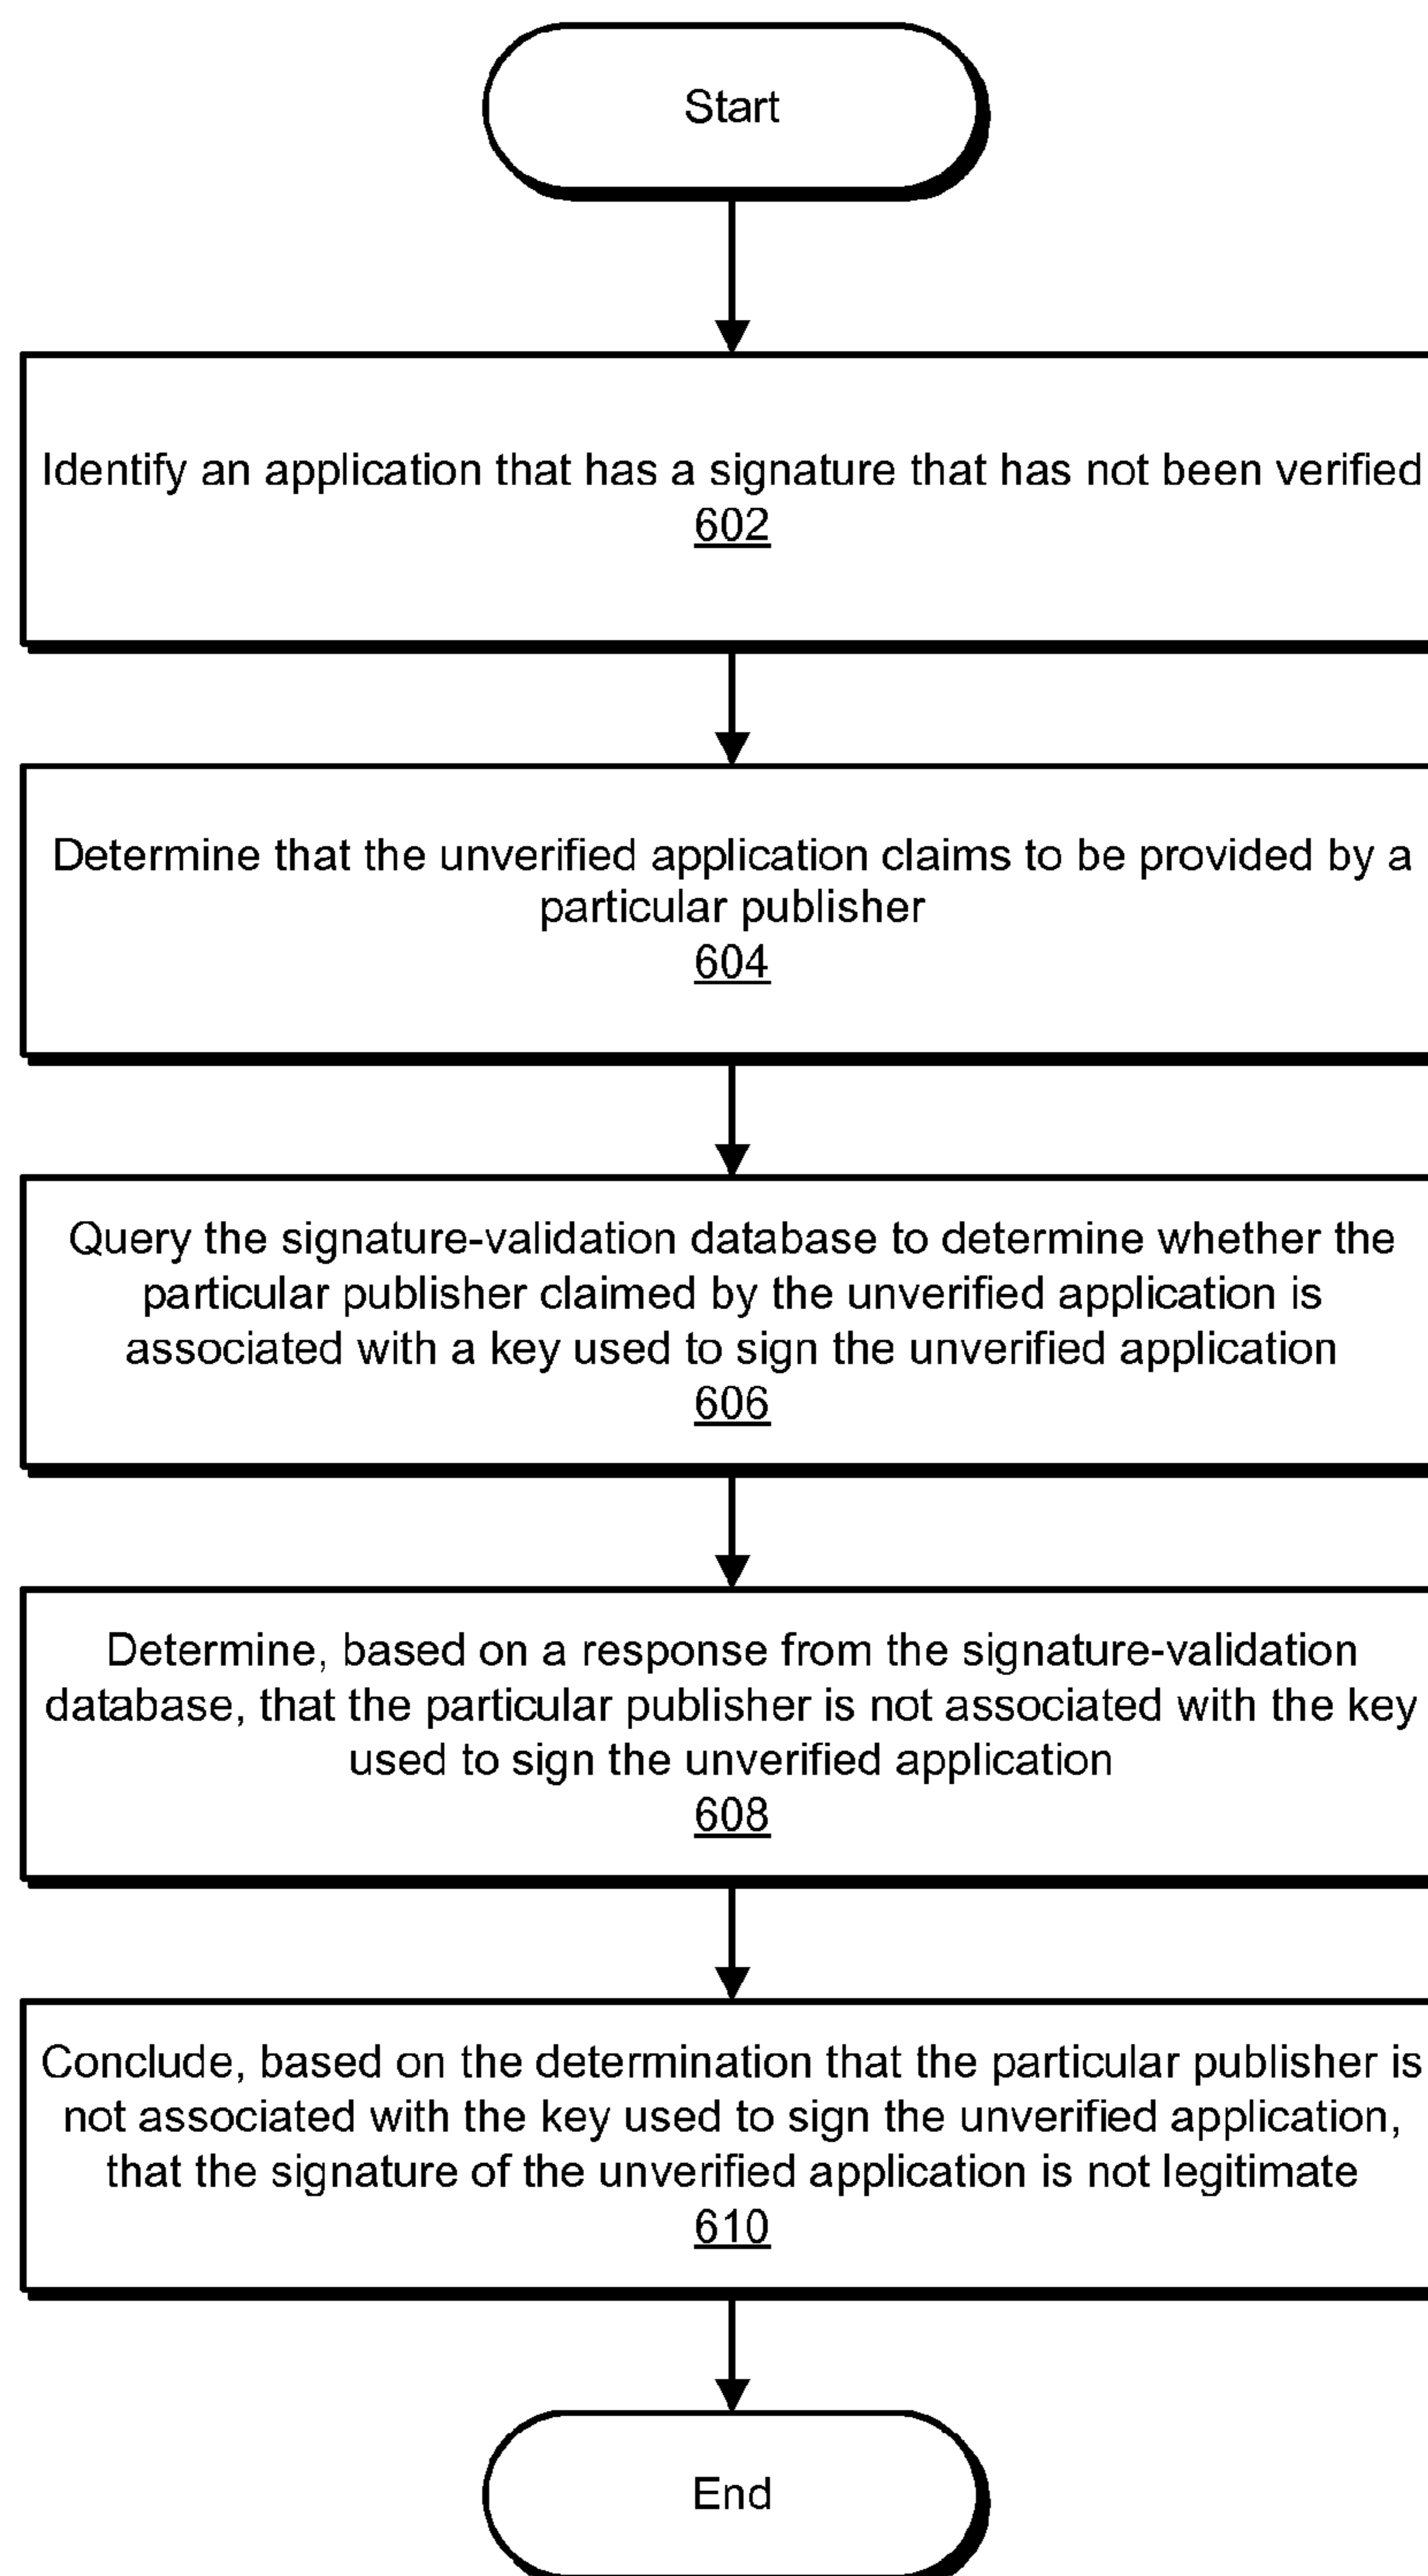 Start
Identify an application that has a signature that has not been verified
602
Determine that the unverified application claims to be provided by a
particular publisher
604
Query the signature-validation database to determine whether the
particular publisher claimed by the unverified application is
associated with a key used to sign the unverified application
606
Determine, based on a response from the signature-validation
database, that the particular publisher is not associated with the key
used to sign the unverified application
608
Conclude, based on the determination that the particular publisher is
not associated with the key used to sign the unverified application,
that the signature of the unverified application is not legitimate
610
End